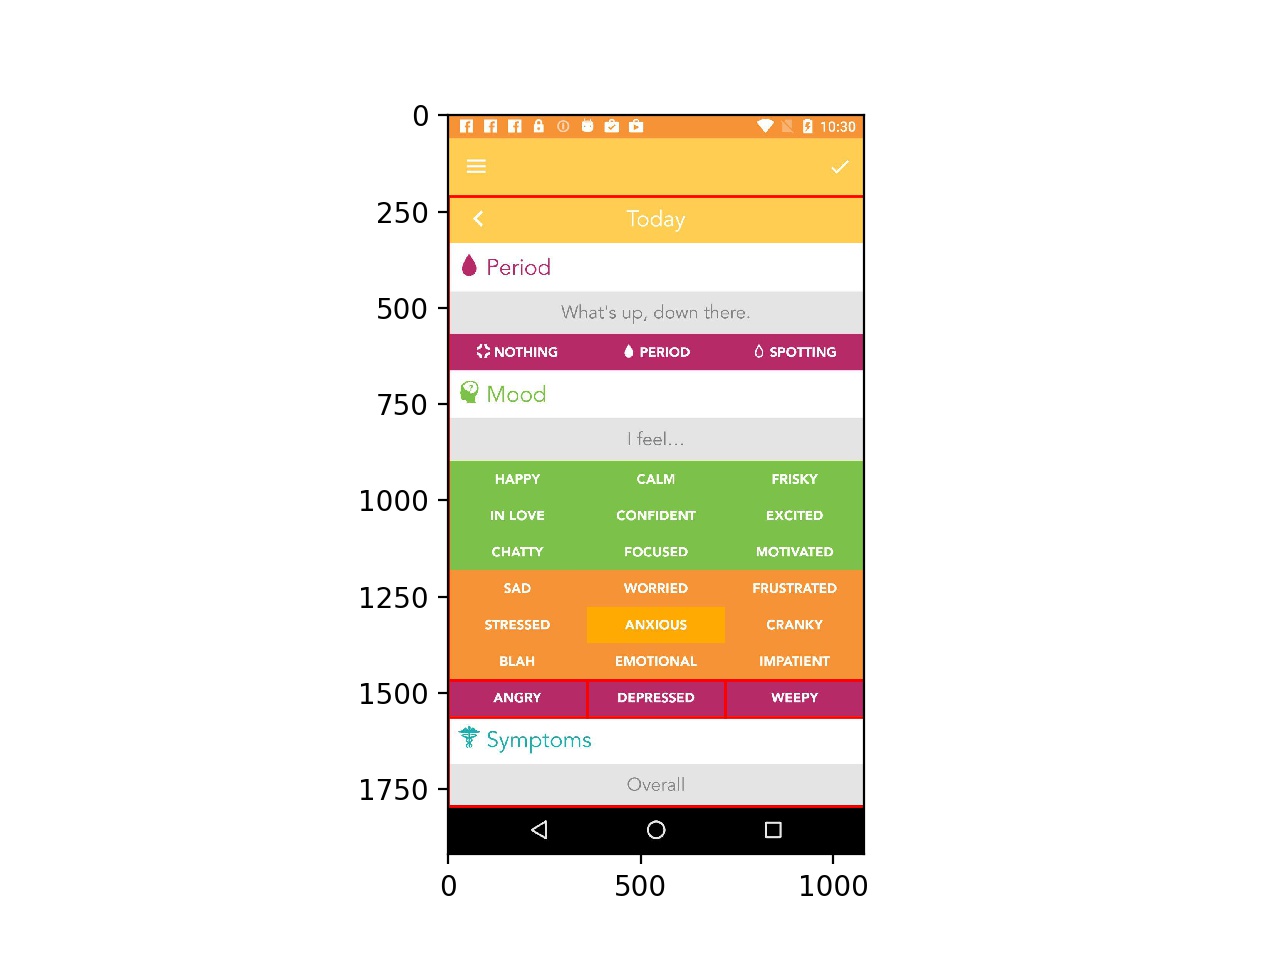 0
250
500
750
1000
1250
1500
1750
0 500 1000
10:30
Today
Period
What's up, down there.
NOTHING PERIOD SPOTTING
Mood
I feel...
HAPPY CALM FRISKY
IN LOVE CONFIDENT EXCITED
CHATTY FOCUSED MOTIVATED
SAD WORRIED FRUSTRATED
STRESSED ANXIOUS CRANKY
BLAH EMOTIONAL IMPATIENT
ANGRY DEPRESSED WEEPY
Symptoms
Overall